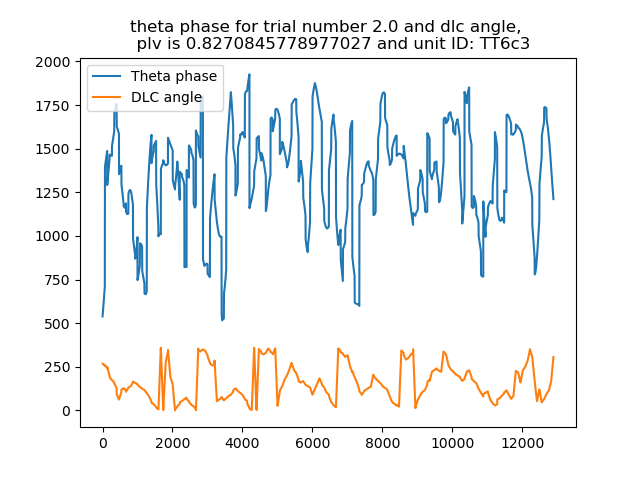 theta phase for trial number 2.0 and dlc angle,
plv is 0.8270845778977027 and unit ID: TT6c3
Theta phase
DLC angle
2000
1750
1500
1250
1000
750
500
250
0
0 2000 4000 6000 8000 10000 12000